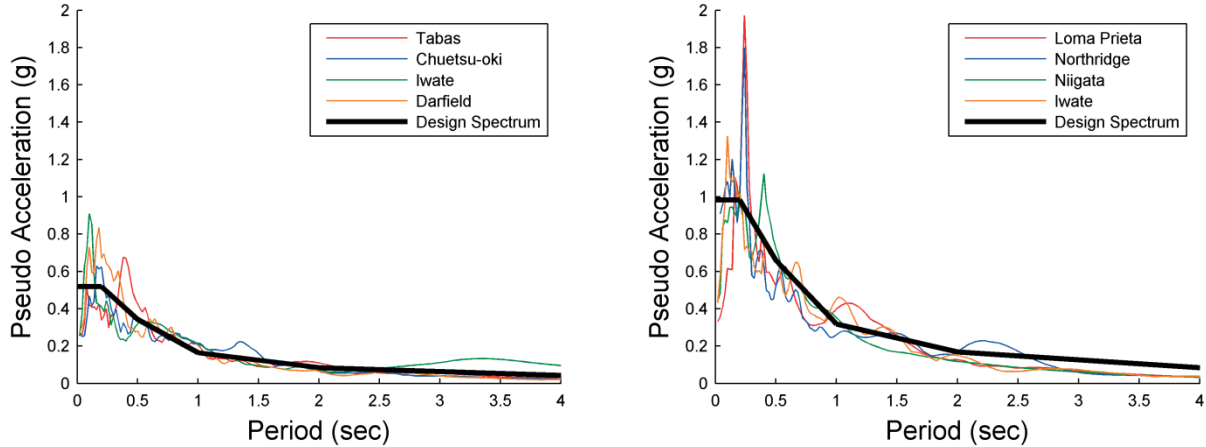 2
1.8
1.6
1.4
1.2
1
0.8
0.6
0.4
0.2
0
Pseudo Acceleration (g)
Tabas
Chuetsu-oki
Iwate
Darfield
Design Spectrum
0 0.5 1 1.5 2 2.5 3 3.5 4
Period (sec)
2
1.8
1.6
1.4
1.2
1
0.8
0.6
0.4
0.2
0
Pseudo Acceleration (g)
Loma Prieta
Northridge
Niigata
Iwate
Design Spectrum
0 0.5 1 1.5 2 2.5 3 3.5 4
Period (sec)